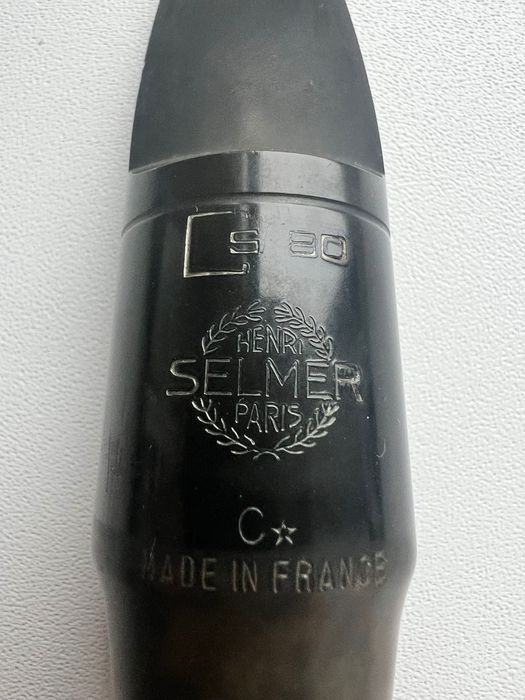 S 80
HENRI
SELMER
PARIS
C☆
MADE IN FRANCE